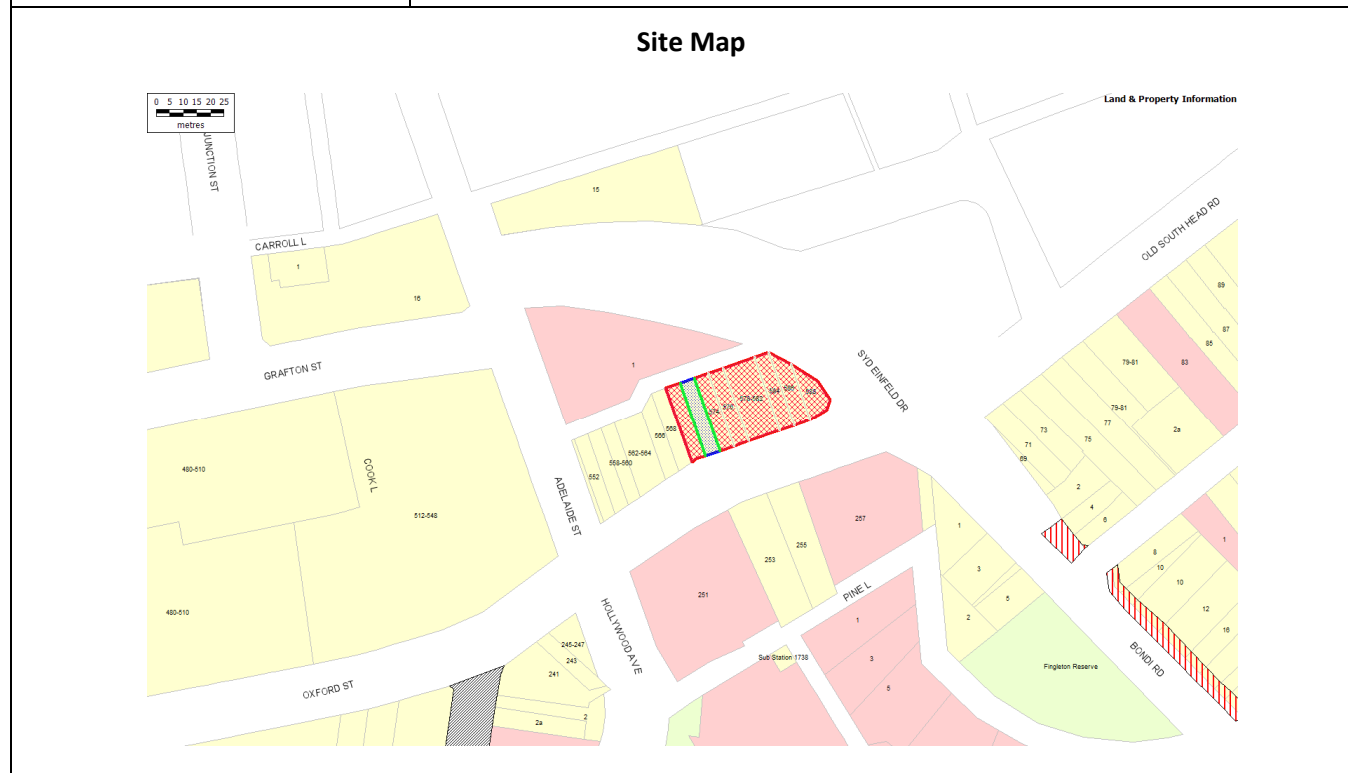 Site Map
0 5 10 15 20 25
metres
Land & Property Information
JUNCTION ST
15
OLD SOUTH HEAD RD
CARROLL L
1
16
89
87
85
83
79-81
GRAFTON ST
1
SYD EINFELD DR
574
570
578-582
584
586
588
568
566
562-564
558-560
552
79-81
77
2a
73
75
71
69
480-510
COOK L
512-548
ADELAIDE ST
2
4
6
257
255
253
1
3
5
2
8
10
10
12
16
1
251
PINE L
480-510
HOLLYWOOD AVE
1
3
5
Sub Station 1738
Fingleton Reserve
BONDI RD
245-247
243
241
OXFORD ST
2a
2